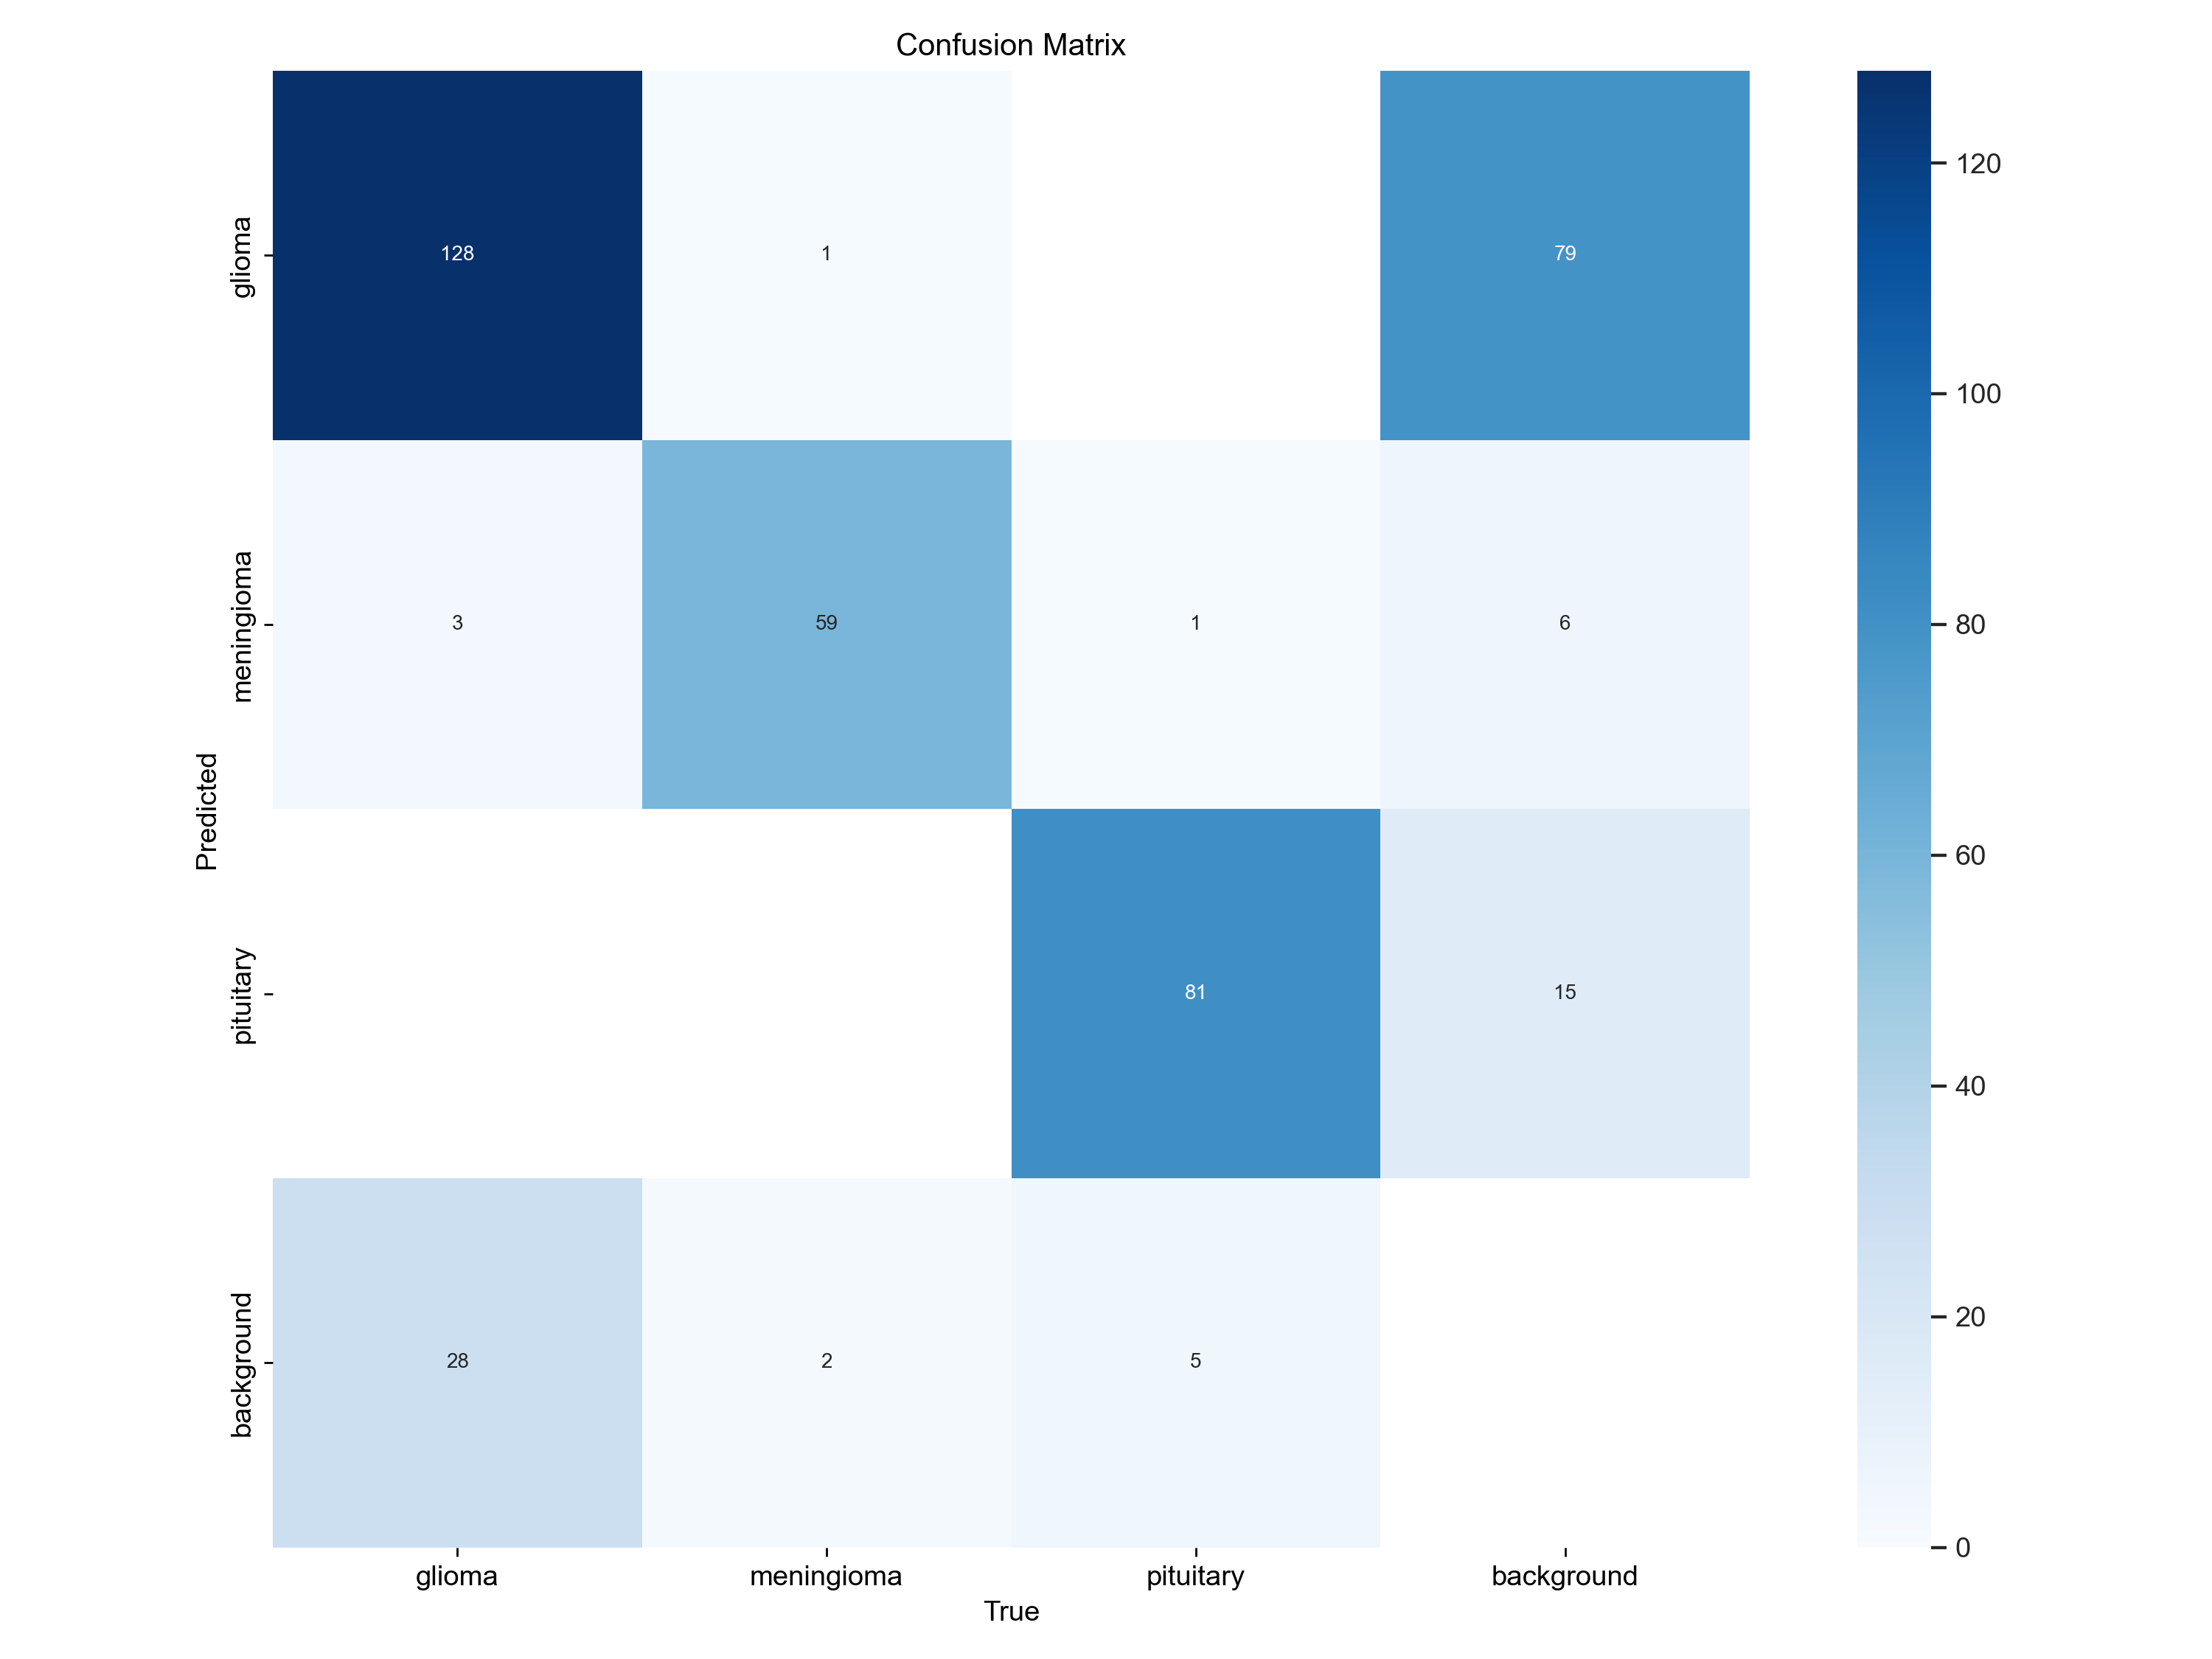 Confusion Matrix
glioma
128
1
79
meningioma
3
59
1
6
pituitary
81
15
background
28
2
5
Predicted
glioma
meningioma
pituitary
background
True
120
100
80
60
40
20
0